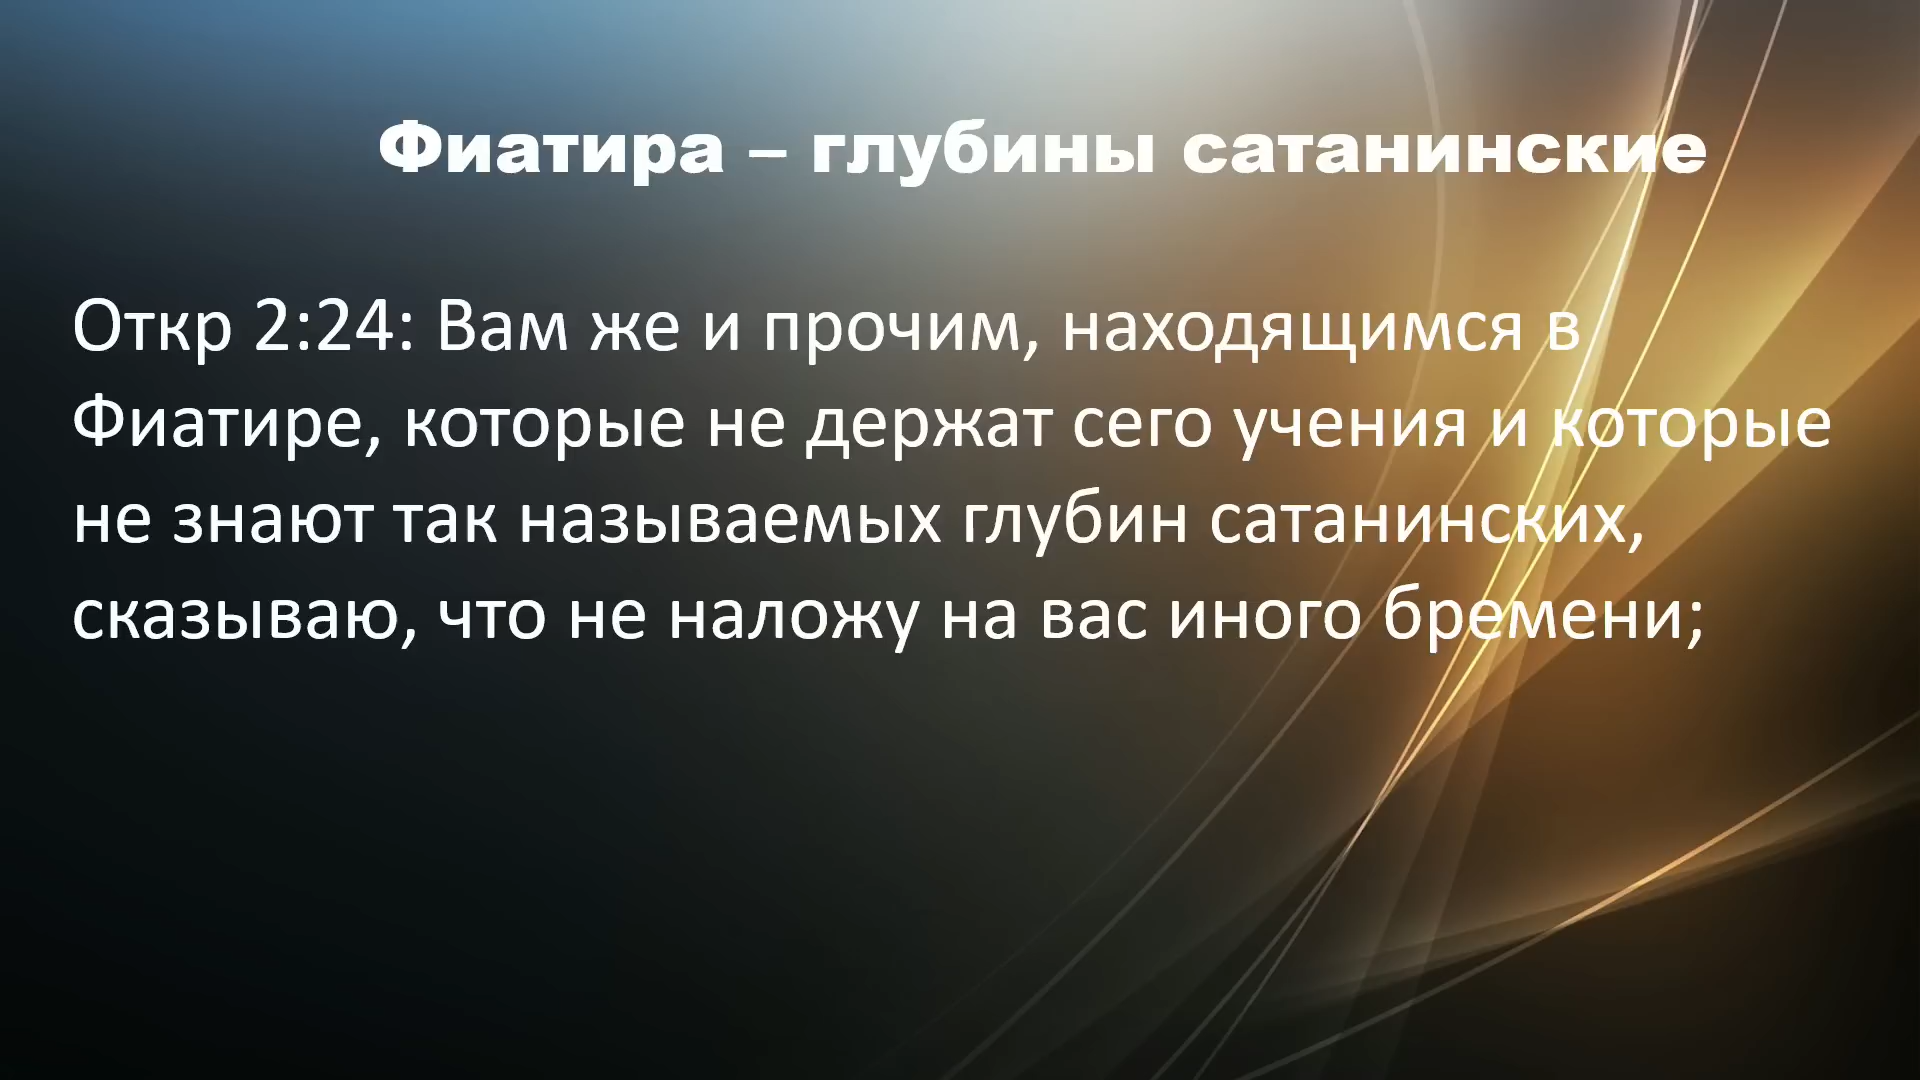 Фиатира – глубины сатанинские
Откр 2:24: Вам же и прочим, находящимся в
Фиатире, которые не держат сего учения и которые
не знают так называемых глубин сатанинских,
сказываю, что не наложу на вас иного бремени;